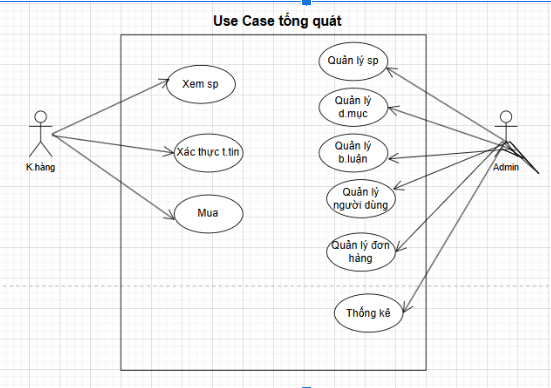 Use Case tổng quát
Quản lý sp
Xem sp
Quản lý
d.mục
Xác thực t.tin
Quản lý
b.luận
K.hàng
Admin
Quản lý
người dùng
Mua
Quản lý đơn
hàng
Thống kê